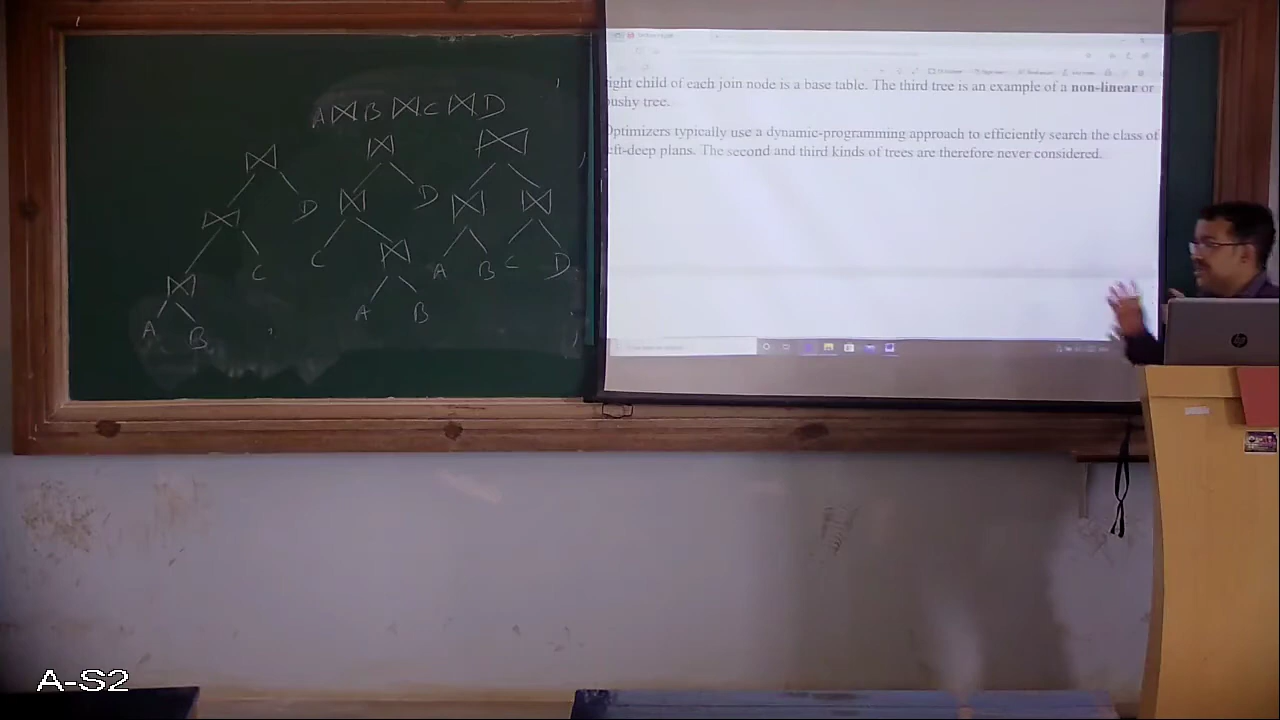 A ⋈ B ⋈ C ⋈ D
⋈ ⋈ ⋈
⋈ D ⋈ D ⋈ ⋈
⋈ C C ⋈ A B C D
A B A B
ight child of each join node is a base table. The third tree is an example of a non-linear or
bushy tree.
Optimizers typically use a dynamic-programming approach to efficiently search the class of
eft-deep plans. The second and third kinds of trees are therefore never considered.
hp
A-S2